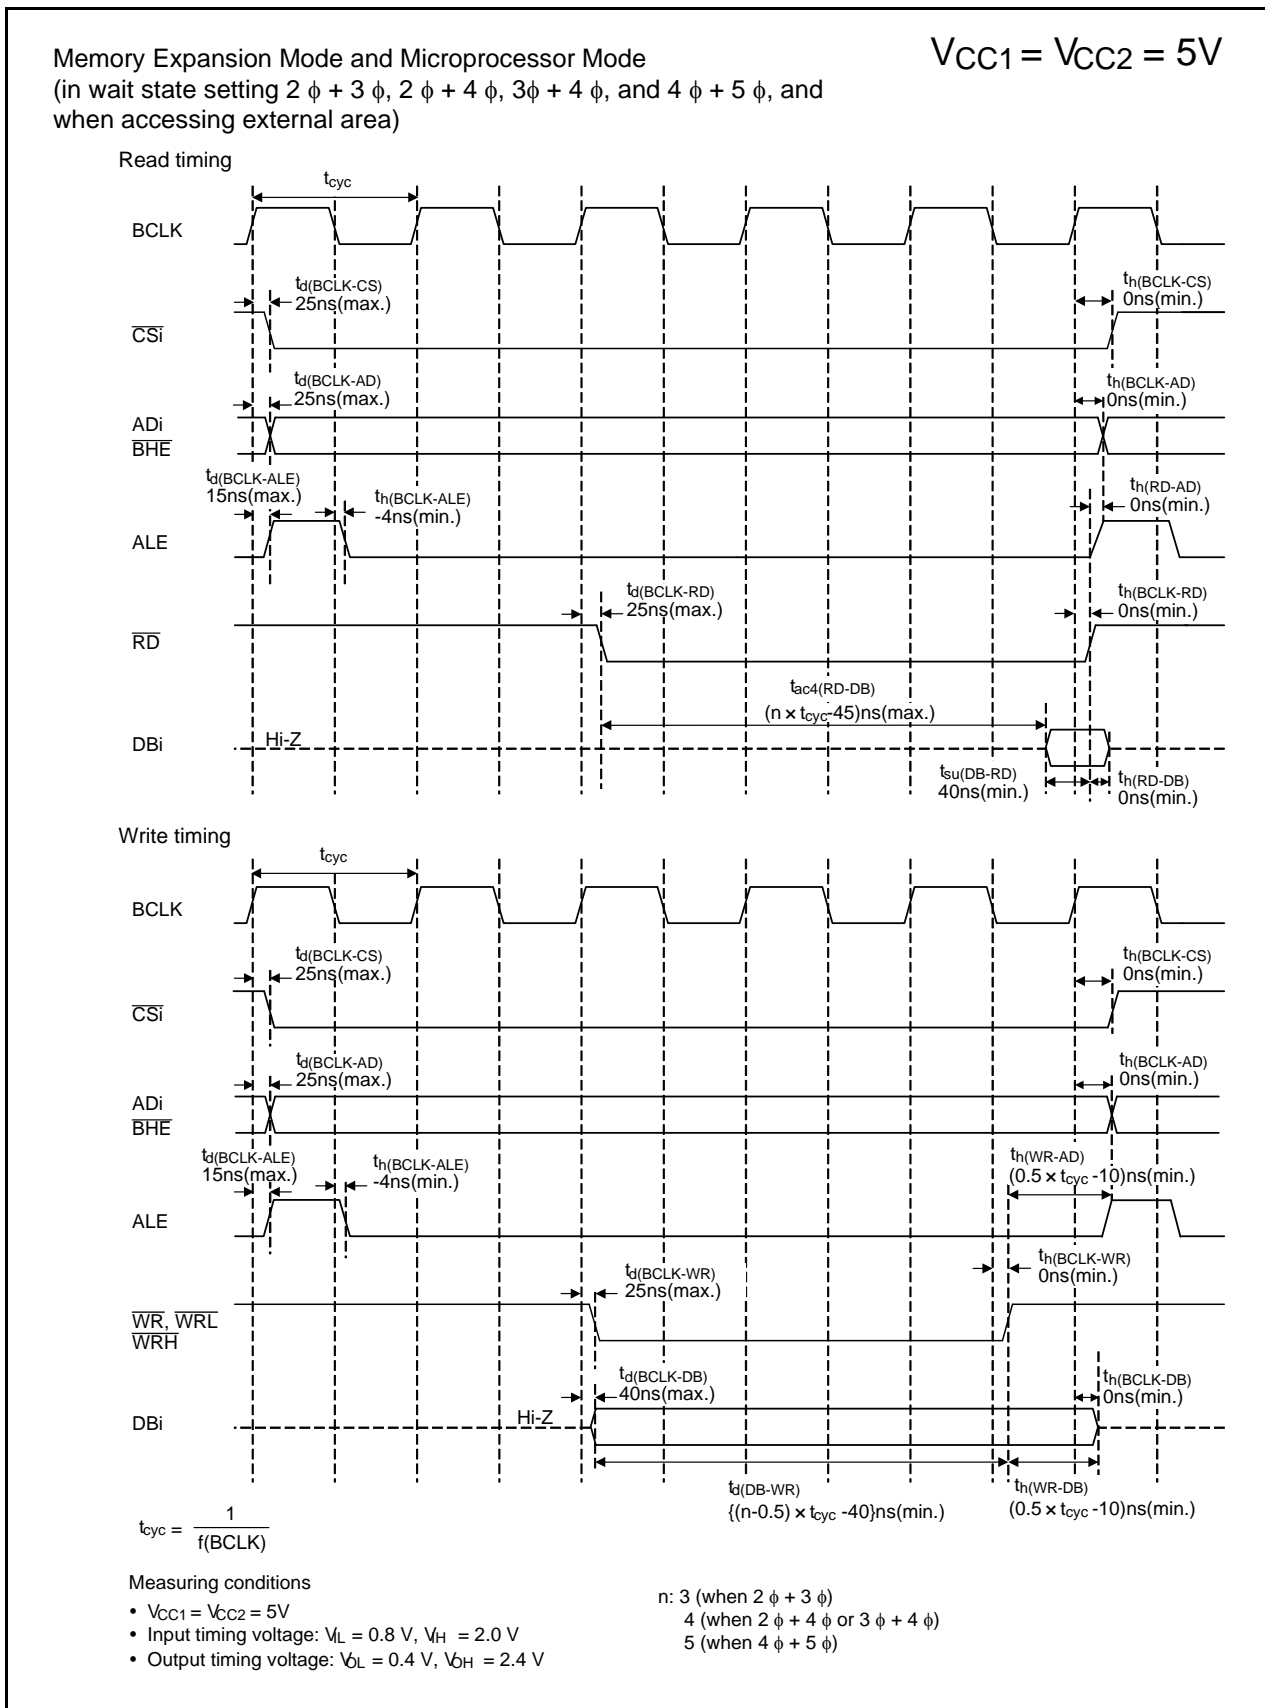 Memory Expansion Mode and Microprocessor Mode
(in wait state setting 2 ϕ + 3 ϕ, 2 ϕ + 4 ϕ, 3ϕ + 4 ϕ, and 4 ϕ + 5 ϕ, and
when accessing external area)
VCC1 = VCC2 = 5V
Read timing
tcyc
BCLK
td(BCLK-CS)
25ns(max.)
th(BCLK-CS)
0ns(min.)
CSi
td(BCLK-AD)
25ns(max.)
th(BCLK-AD)
0ns(min.)
ADi
BHE
td(BCLK-ALE)
15ns(max.)
th(BCLK-ALE)
-4ns(min.)
th(RD-AD)
0ns(min.)
ALE
td(BCLK-RD)
25ns(max.)
th(BCLK-RD)
0ns(min.)
RD
tac4(RD-DB)
(n × tcyc-45)ns(max.)
DBi
Hi-Z
tsu(DB-RD)
40ns(min.)
th(RD-DB)
0ns(min.)
Write timing
tcyc
BCLK
td(BCLK-CS)
25ns(max.)
th(BCLK-CS)
0ns(min.)
CSi
td(BCLK-AD)
25ns(max.)
th(BCLK-AD)
0ns(min.)
ADi
BHE
td(BCLK-ALE)
15ns(max.)
th(BCLK-ALE)
-4ns(min.)
th(WR-AD)
(0.5 × tcyc -10)ns(min.)
ALE
td(BCLK-WR)
25ns(max.)
th(BCLK-WR)
0ns(min.)
WR, WRL
WRH
td(BCLK-DB)
40ns(max.)
th(BCLK-DB)
0ns(min.)
DBi
Hi-Z
td(DB-WR)
{(n-0.5) × tcyc -40}ns(min.)
th(WR-DB)
(0.5 × tcyc -10)ns(min.)
tcyc = 1
f(BCLK)
Measuring conditions
• VCC1 = VCC2 = 5V
• Input timing voltage: VIL = 0.8 V, VIH = 2.0 V
• Output timing voltage: VOL = 0.4 V, VOH = 2.4 V
n: 3 (when 2 ϕ + 3 ϕ)
4 (when 2 ϕ + 4 ϕ or 3 ϕ + 4 ϕ)
5 (when 4 ϕ + 5 ϕ)